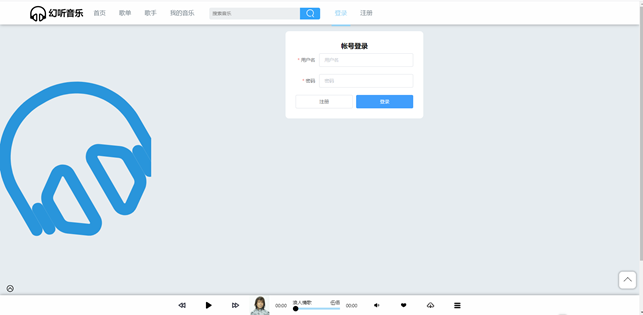 幻听音乐 首页 歌单 歌手 我的音乐 搜索音乐 登录 注册
帐号登录
* 用户名 用户名
* 密码 密码
注册 登录
00:00 浪人情歌 伍佰 00:00